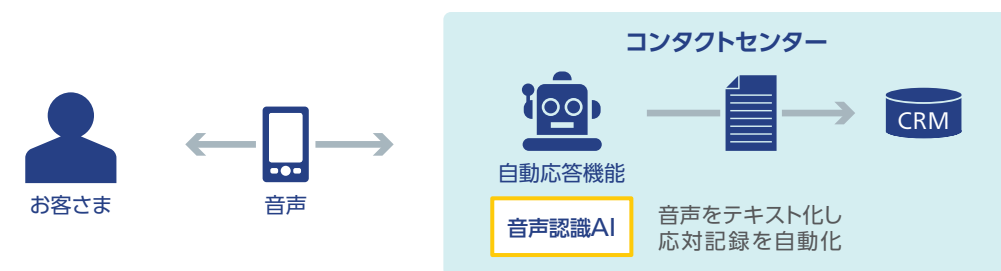 コンタクトセンター
CRM
自動応答機能
お客さま
音声
音声認識AI
音声をテキスト化し
応対記録を自動化